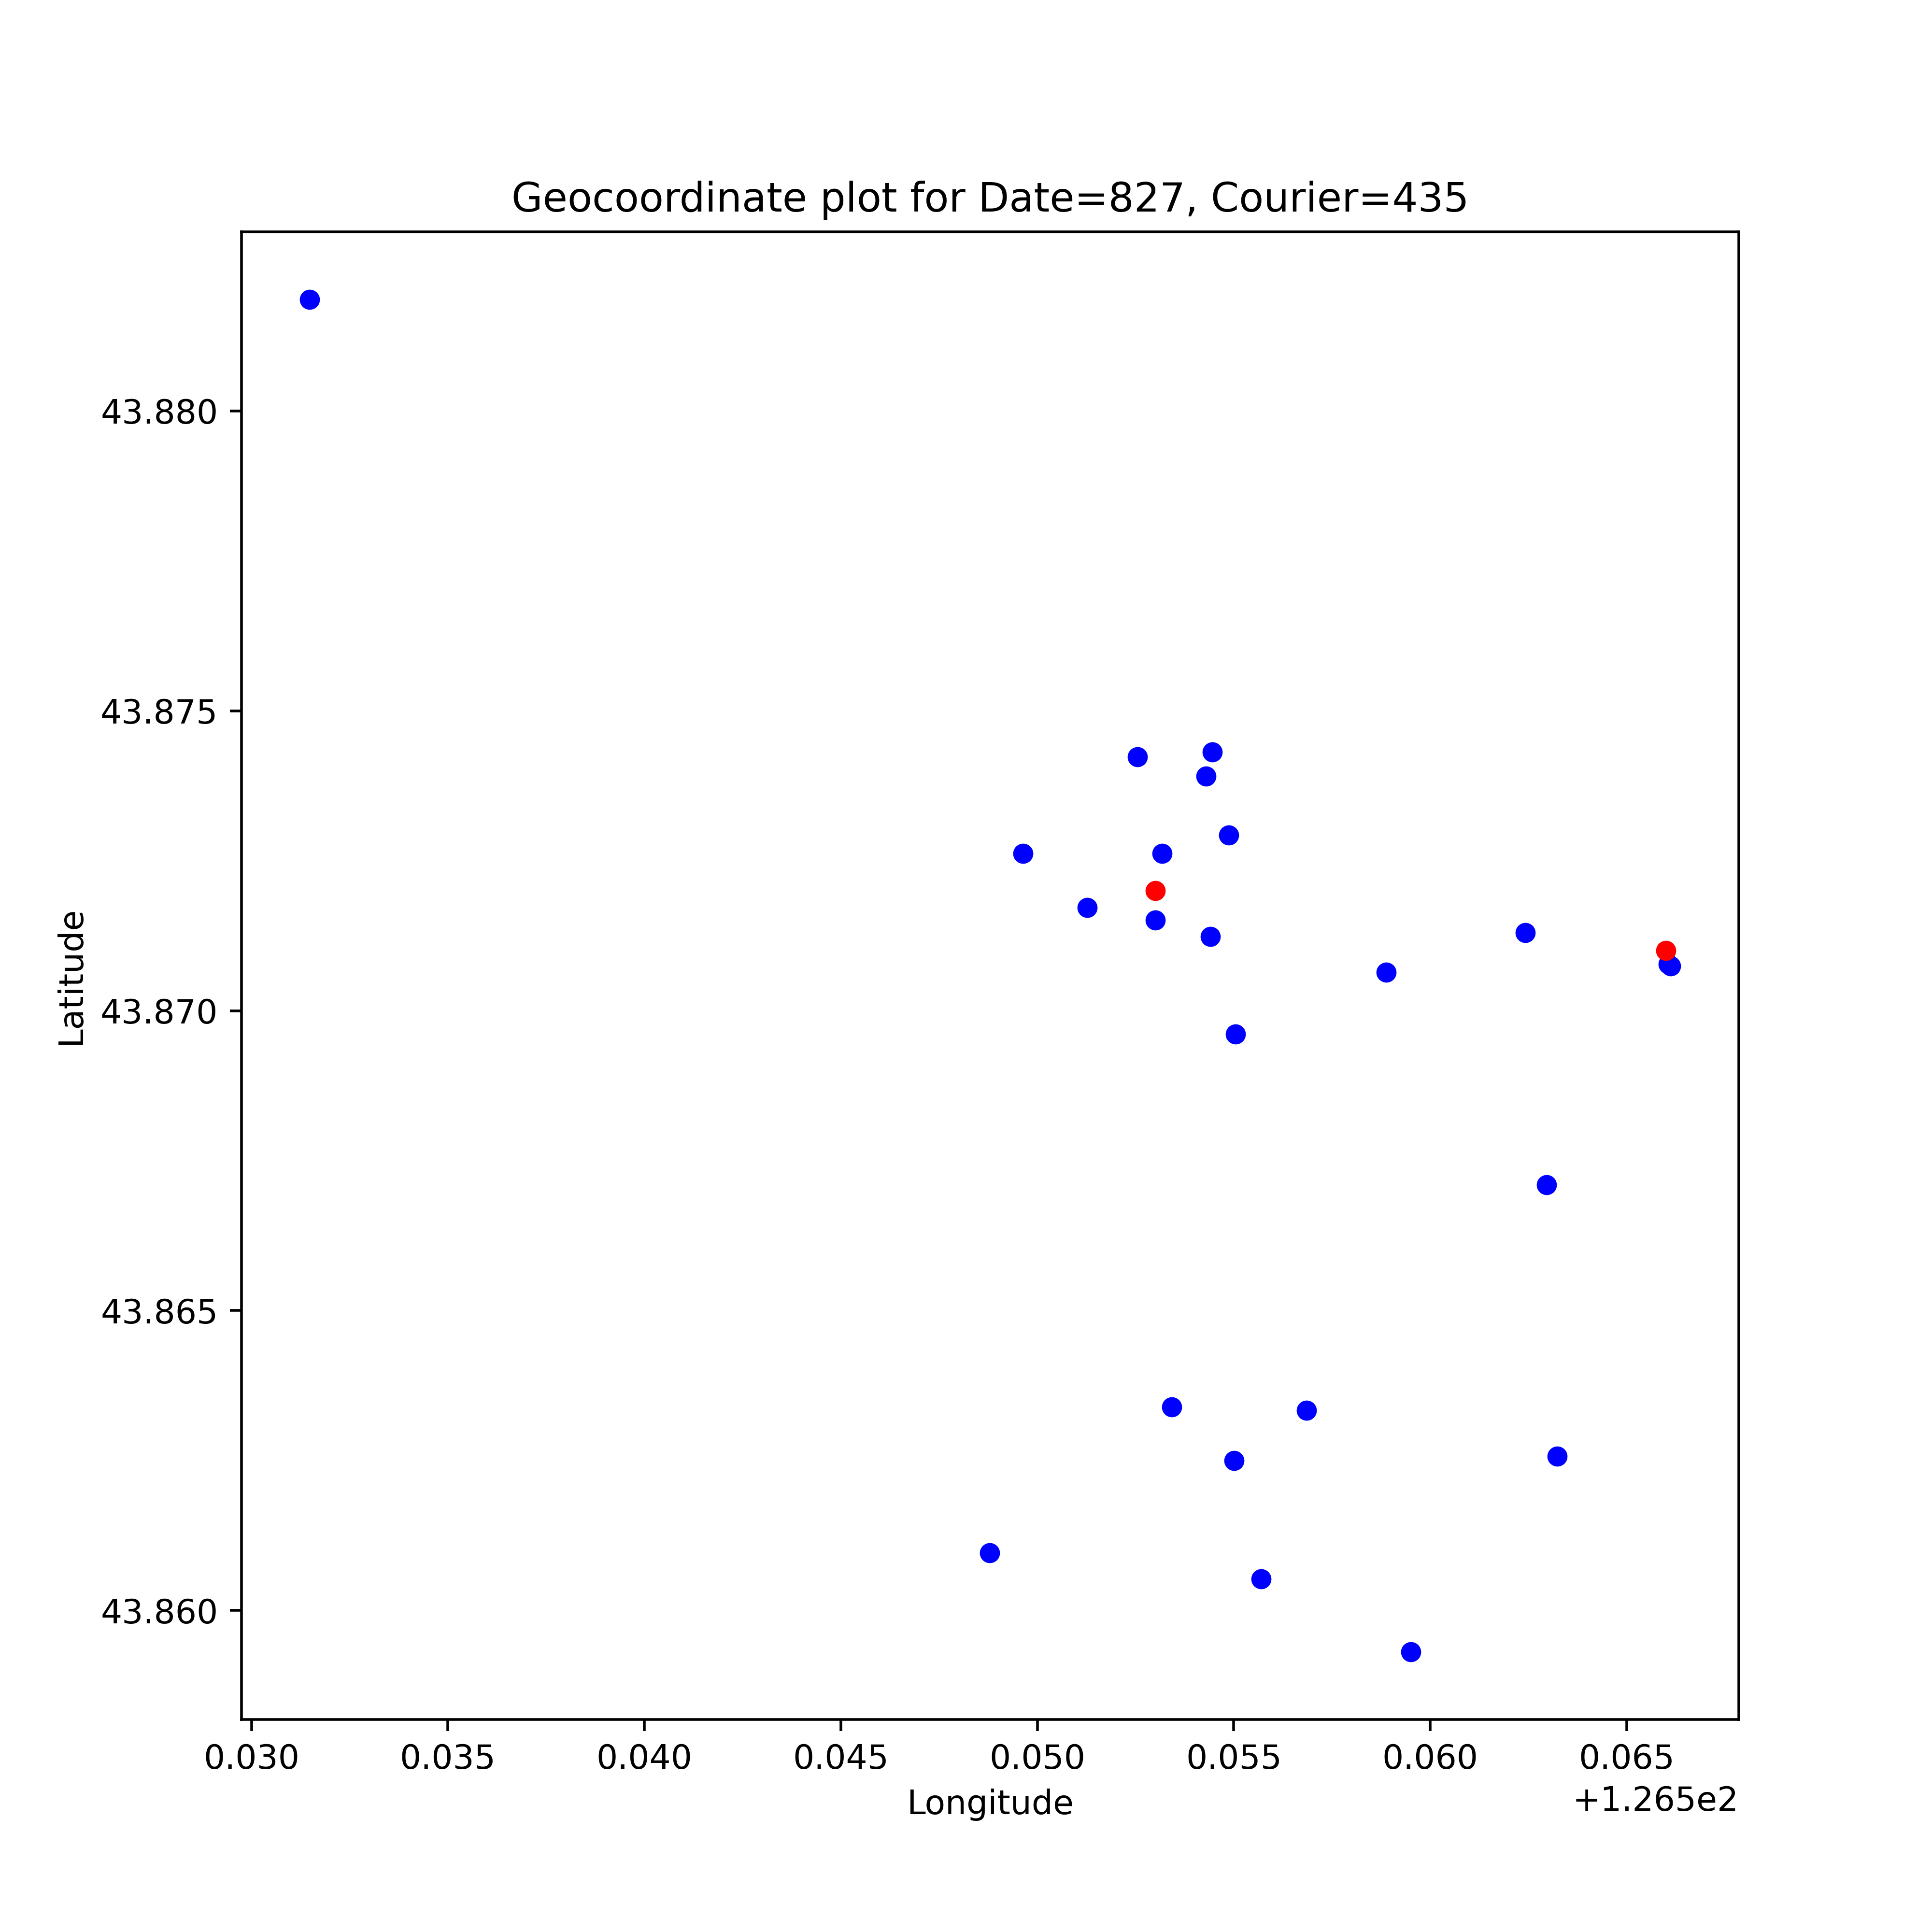 Geocoordinate plot for Date=827, Courier=435
43.880
43.875
43.870
43.865
43.860
Latitude
0.030 0.035 0.040 0.045 0.050 0.055 0.060 0.065
+1.265e2
Longitude